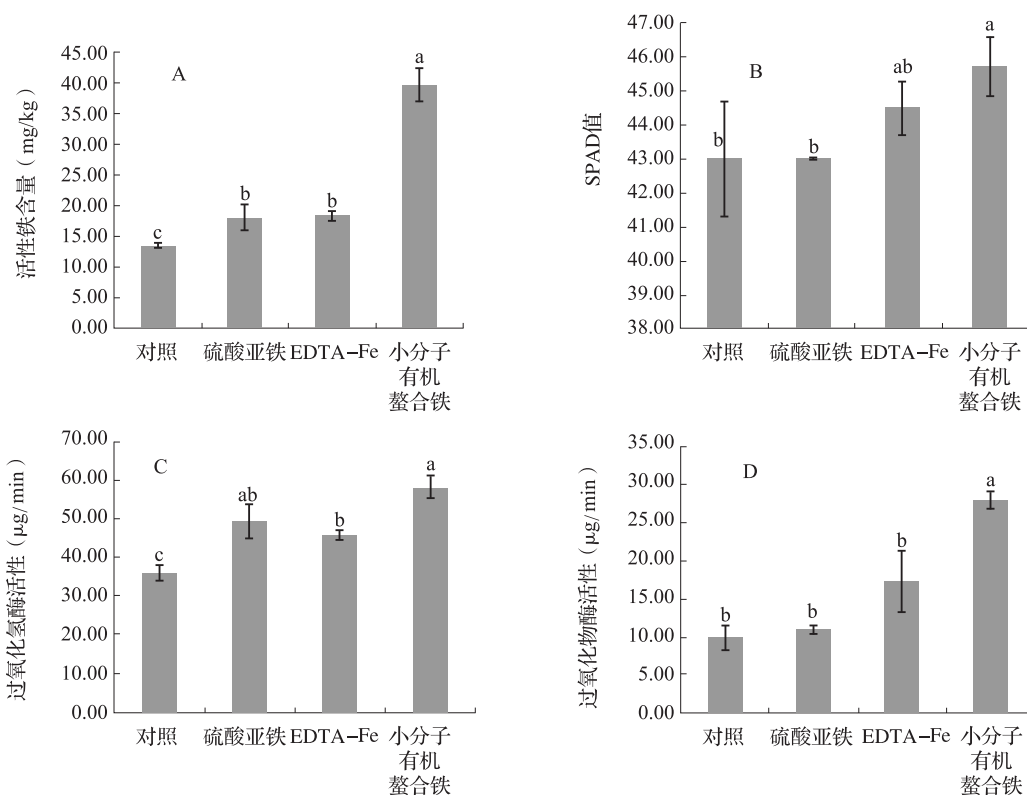 45.00
40.00
35.00
30.00
25.00
20.00
15.00
10.00
5.00
0.00
活性铁含量（mg/kg）
A
c
b
b
a
对照
硫酸亚铁
EDTA-Fe
小分子
有机
螯合铁
47.00
46.00
45.00
44.00
43.00
42.00
41.00
40.00
39.00
38.00
SPAD值
B
b
b
ab
a
对照
硫酸亚铁
EDTA-Fe
小分子
有机
螯合铁
70.00
60.00
50.00
40.00
30.00
20.00
10.00
0.00
过氧化氢酶活性（μg/min）
C
c
ab
b
a
对照
硫酸亚铁
EDTA-Fe
小分子
有机
螯合铁
35.00
30.00
25.00
20.00
15.00
10.00
5.00
0.00
过氧化物酶活性（μg/min）
D
b
b
b
a
对照
硫酸亚铁
EDTA-Fe
小分子
有机
螯合铁